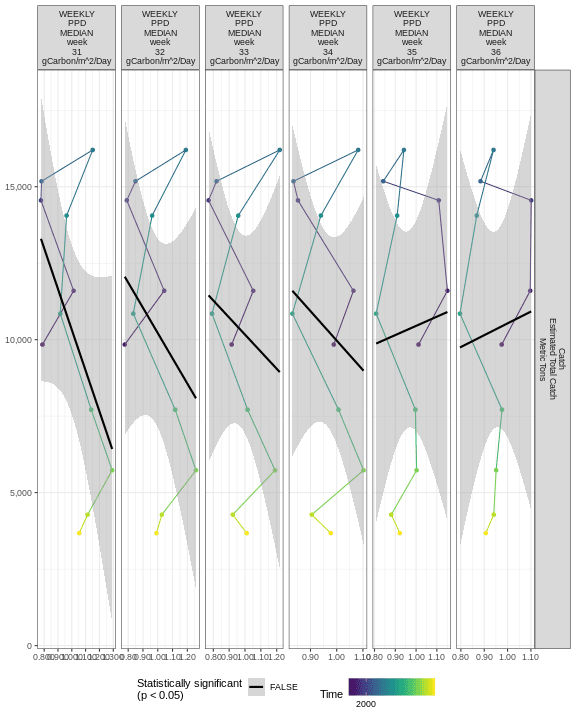 WEEKLY
PPD
MEDIAN
week
31
gCarbon/m^2/Day
WEEKLY
PPD
MEDIAN
week
32
gCarbon/m^2/Day
WEEKLY
PPD
MEDIAN
week
33
gCarbon/m^2/Day
WEEKLY
PPD
MEDIAN
week
34
gCarbon/m^2/Day
WEEKLY
PPD
MEDIAN
week
35
gCarbon/m^2/Day
WEEKLY
PPD
MEDIAN
week
36
gCarbon/m^2/Day
15,000
10,000
5,000
0
Catch
Estimated Total Catch
Metric Tons
0.80 0.90 1.00 1.10 1.20 1.30
0.80 0.90 1.00 1.10 1.20
0.80 0.90 1.00 1.10 1.20
0.90 1.00 1.10
0.80 0.90 1.00 1.10
0.80 0.90 1.00 1.10
Statistically significant
(p < 0.05)
FALSE
Time
2000